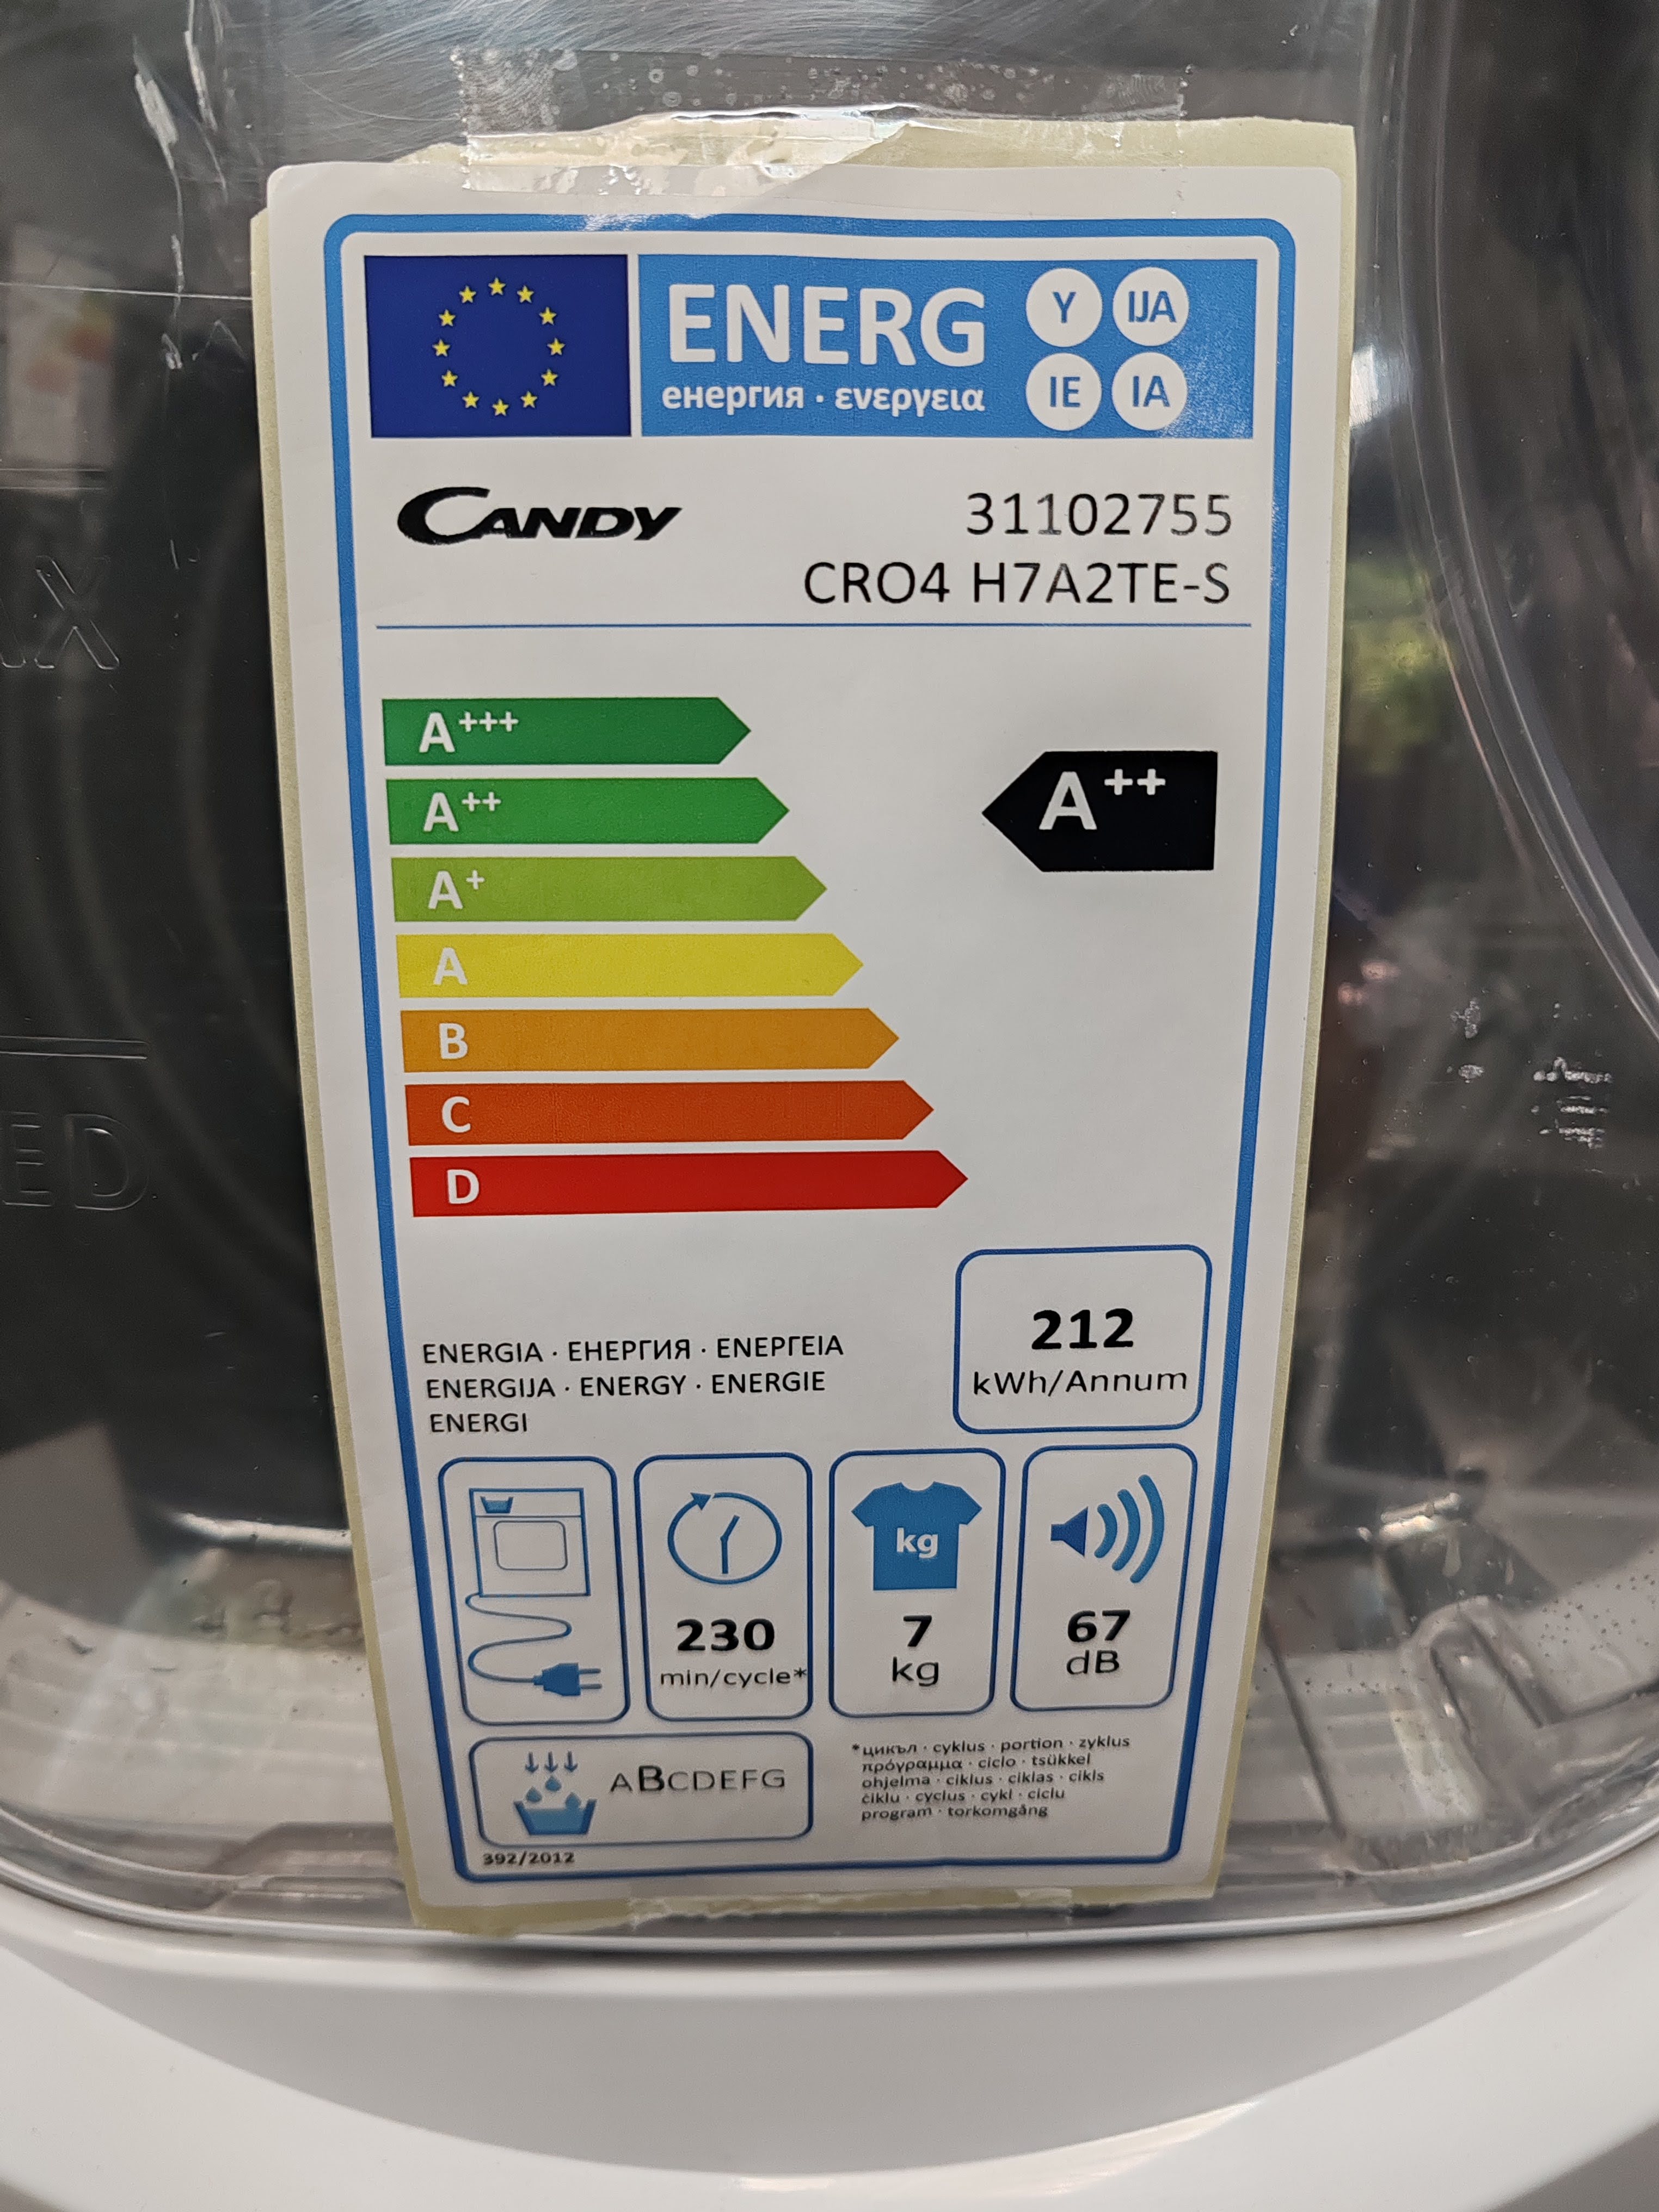 ENERG Y IJA
енергия · ενεργεια IE IA
CANDY 31102755
CRO4 H7A2TE-S
A+++
A++ A++
A+
A
B
C
D
212
kWh/Annum
ENERGIA · ЕНЕРГИЯ · ΕΝΕΡΓΕΙΑ
ENERGIJA · ENERGY · ENERGIE
ENERGI
kg
230 7 67
min/cycle* kg dB
ABCDEFG
*цикъл · cyklus · portion · zyklus
πρόγραμμα · ciclo · tsükkel
ohjelma · ciklus · ciklas · cikls
ċiklu · cyclus · cykl · ciclu
program · torkomgång
392/2012